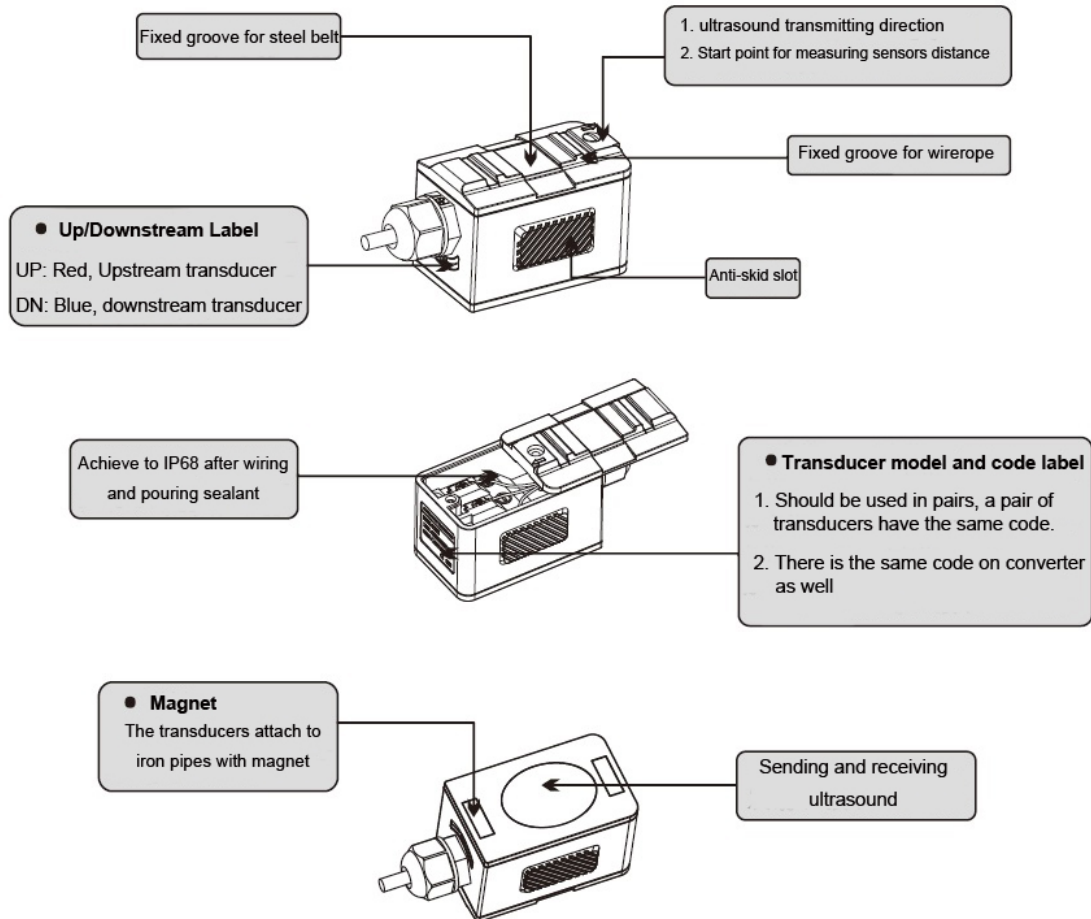 Fixed groove for steel belt
1. ultrasound transmitting direction
2. Start point for measuring sensors distance
Fixed groove for wirerope
● Up/Downstream Label
UP: Red, Upstream transducer
DN: Blue, downstream transducer
Anti-skid slot
Achieve to IP68 after wiring
and pouring sealant
● Transducer model and code label
1. Should be used in pairs, a pair of
transducers have the same code.
2. There is the same code on converter
as well
● Magnet
The transducers attach to
iron pipes with magnet
Sending and receiving
ultrasound